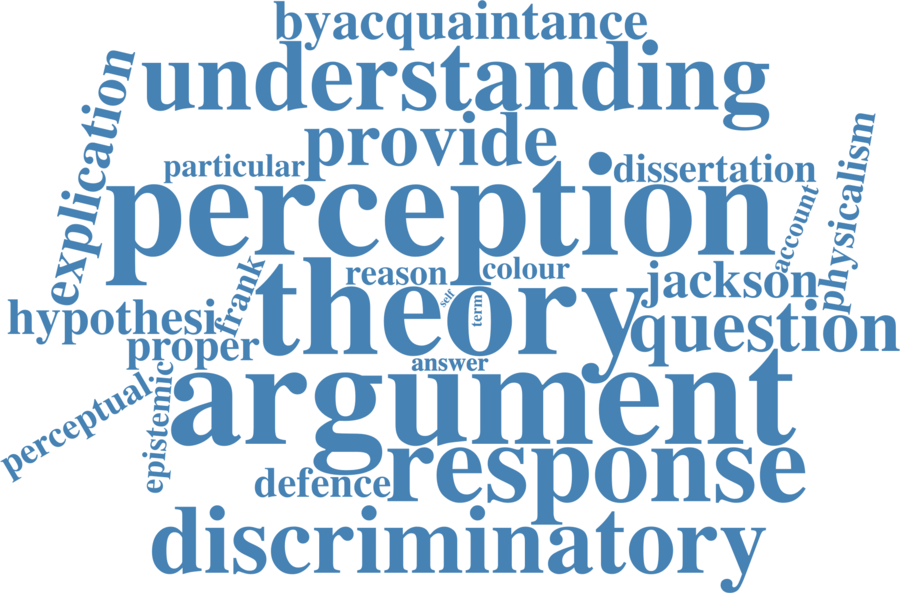 byacquaintance
understanding
explication
provide
particular
dissertation
physicalism
perception
account
frank
reason
colour
jackson
theory
self
term
hypothesi
question
proper
answer
perceptual
epistemic
argument
response
defence
discriminatory